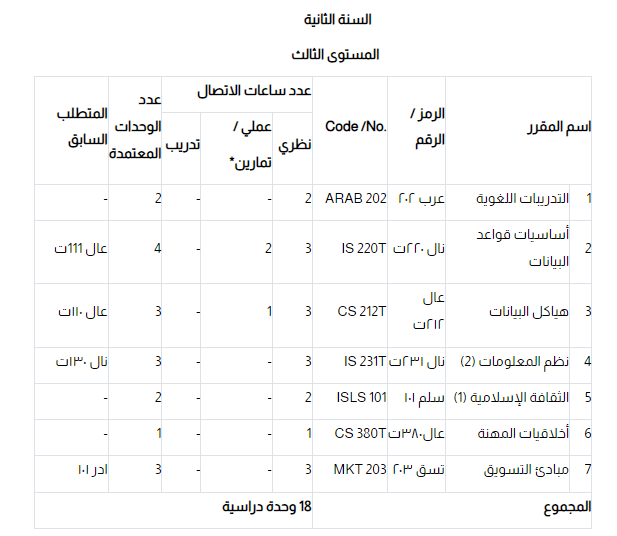 السنة الثانية
المستوى الثالث
اسم المقرر الرمز / الرقم Code /No. عدد ساعات الاتصال عدد الوحدات المعتمدة المتطلب السابق
نظري عملي / تمارين* تدريب
1 التدريبات اللغوية عرب ٢٠٢ ARAB 202 2 - - 2 -
2 أساسيات قواعد البيانات نال ٢٢٠ت IS 220T 3 2 - 4 عال 111ت
3 هياكل البيانات عال ٢١٢ت CS 212T 3 1 - 3 عال ١١٠ت
4 نظم المعلومات (2) نال ٢٣١ت IS 231T 3 - - 3 نال ١٣٠ت
5 الثقافة الإسلامية (1) سلم ١٠١ ISLS 101 2 - - 2 -
6 أخلاقيات المهنة عال٣٨٠ت CS 380T 1 - - 1 -
7 مبادئ التسويق تسق ٢٠٣ MKT 203 3 - - 3 ادر ١٠١
المجموع 18 وحدة دراسية